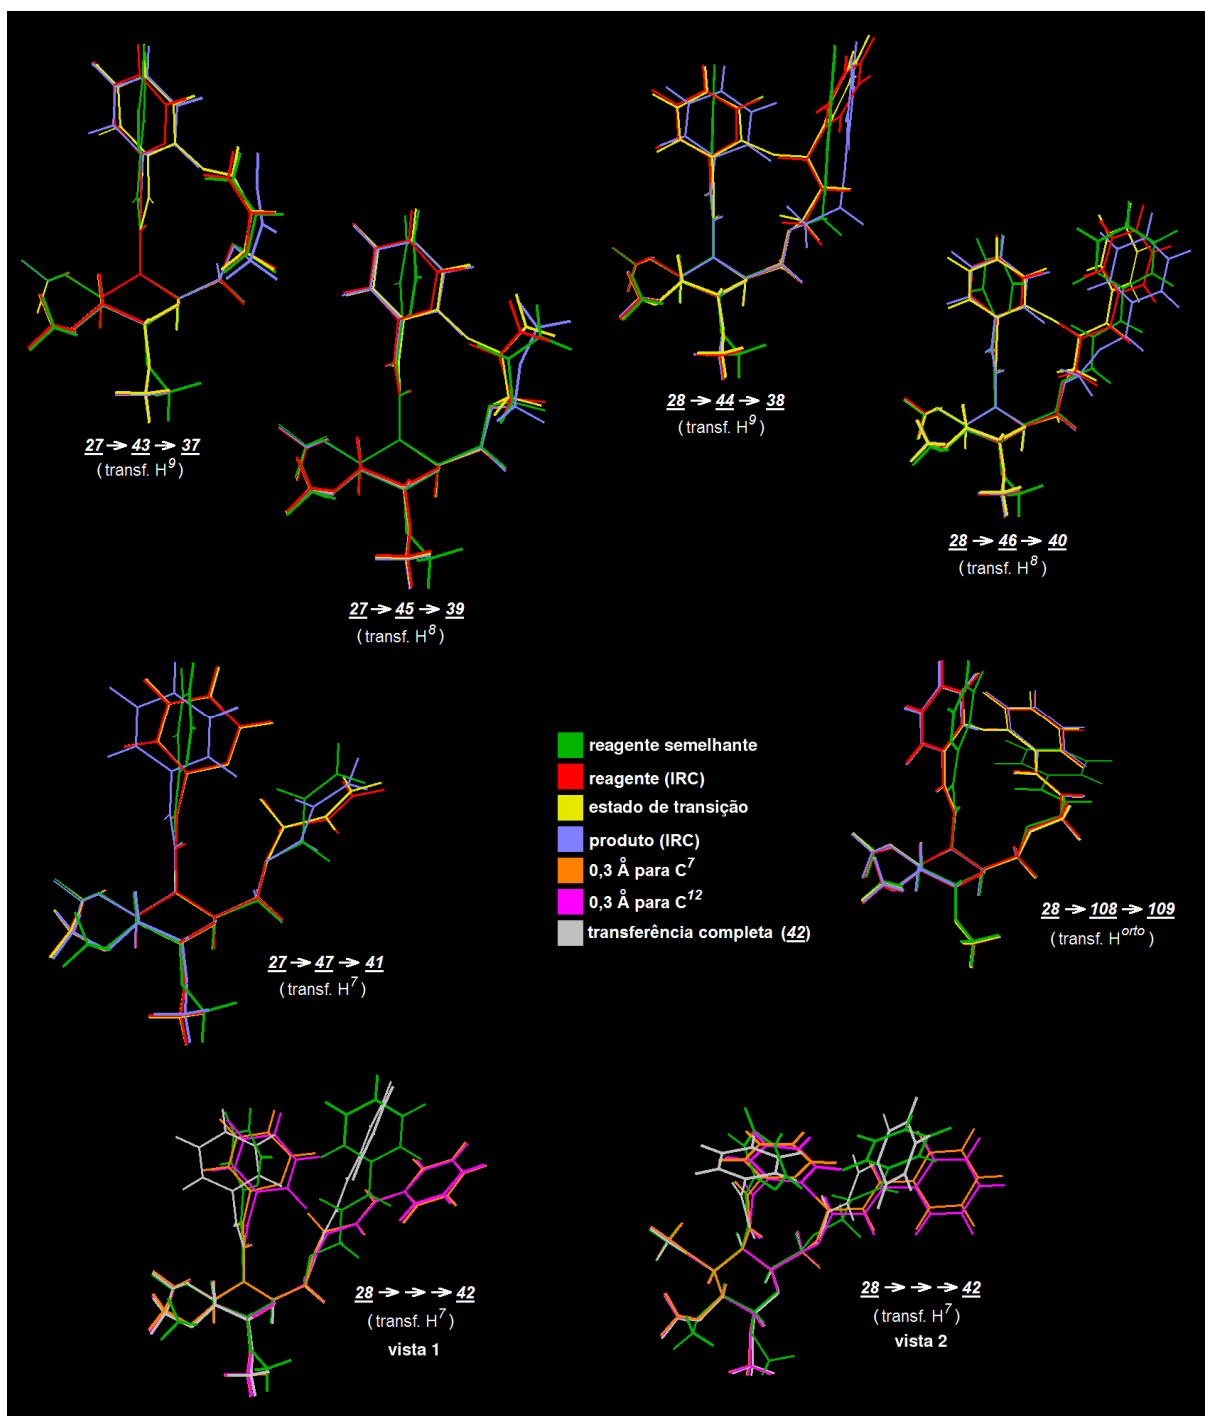 27 → 43 → 37
(transf. H9)
28 → 44 → 38
(transf. H9)
28 → 46 → 40
(transf. H8)
27 → 45 → 39
(transf. H8)
reagente semelhante
reagente (IRC)
estado de transição
produto (IRC)
0,3 Å para C7
0,3 Å para C12
transferência completa (42)
27 → 47 → 41
(transf. H7)
28 → 108 → 109
(transf. Horto)
28 → → → 42
(transf. H7)
vista 1
28 → → → 42
(transf. H7)
vista 2